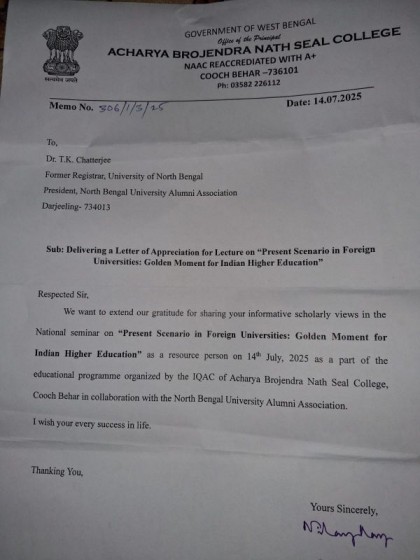 GOVERNMENT OF WEST BENGAL
Office of the Principal
ACHARYA BROJENDRA NATH SEAL COLLEGE
NAAC REACCREDITED WITH A+
COOCH BEHAR –736101
Ph: 03582 226112
सत्यमेव जयते
Memo No. 506/1/S/25
Date: 14.07.2025
To,
Dr. T.K. Chatterjee
Former Registrar, University of North Bengal
President, North Bengal University Alumni Association
Darjeeling- 734013
Sub: Delivering a Letter of Appreciation for Lecture on “Present Scenario in Foreign
Universities: Golden Moment for Indian Higher Education”
Respected Sir,
We want to extend our gratitude for sharing your informative scholarly views in the
National seminar on “Present Scenario in Foreign Universities: Golden Moment for
Indian Higher Education” as a resource person on 14th July, 2025 as a part of the
educational programme organized by the IQAC of Acharya Brojendra Nath Seal College,
Cooch Behar in collaboration with the North Bengal University Alumni Association.
I wish your every success in life.
Thanking You,
Yours Sincerely,